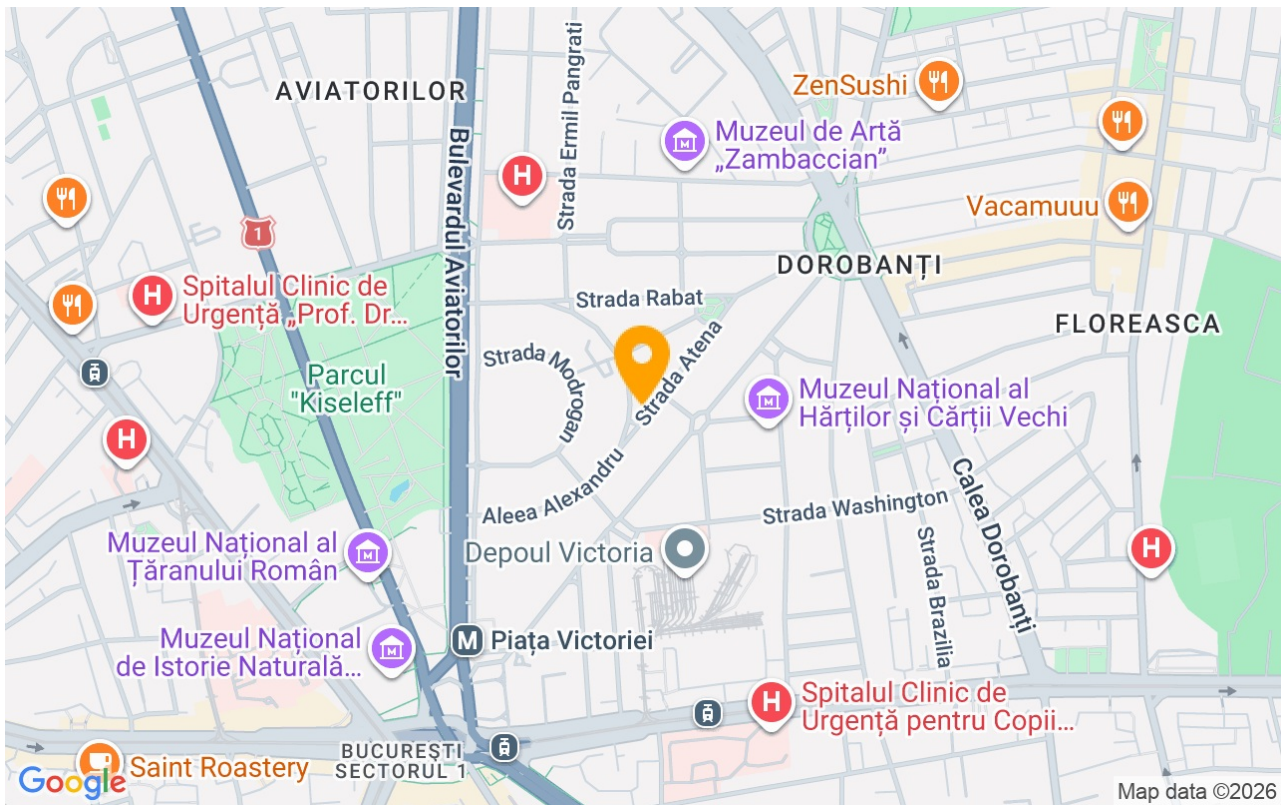 AVIATORILOR
Strada Ermil Pangrati
ZenSushi
Muzeul de Artă
„Zambaccian”
Bulevardul Aviatorilor
H
Vacamuuu
1
DOROBANȚI
H
Spitalul Clinic de
Urgență „Prof. Dr...
Strada Rabat
FLOREASCA
Strada Modrogan
Strada Atena
Parcul
"Kiseleff"
Muzeul Național al
Hărților și Cărții Vechi
H
Aleea Alexandru
Strada Washington
Calea Dorobanți
Muzeul Național al
Țăranului Român
Depoul Victoria
Strada Brazilia
H
Muzeul Național
de Istorie Naturală...
M
Piața Victoriei
H
Spitalul Clinic de
Urgență pentru Copii...
BUCUREȘTI
SECTORUL 1
Saint Roastery
Google
Map data ©2026